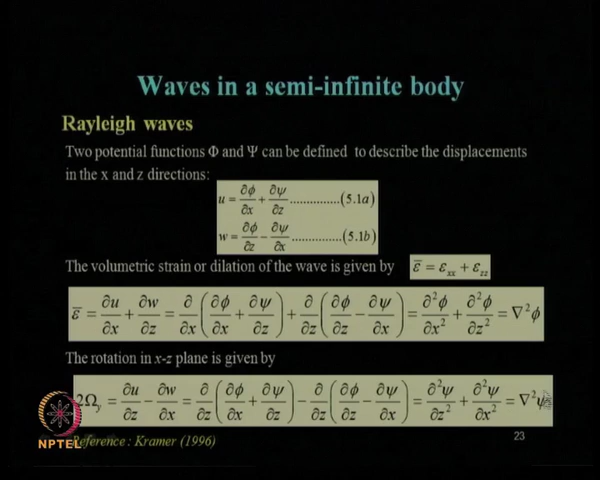 Waves in a semi-infinite body
Rayleigh waves
Two potential functions Φ and Ψ can be defined to describe the displacements
in the x and z directions:
u = ∂ϕ/∂x + ∂ψ/∂z ..............(5.1a)
w = ∂ϕ/∂z − ∂ψ/∂x ..............(5.1b)
The volumetric strain or dilation of the wave is given by ε̅ = ε_xx + ε_zz
ε̅ = ∂u/∂x + ∂w/∂z = ∂/∂x (∂ϕ/∂x + ∂ψ/∂z) + ∂/∂z (∂ϕ/∂z − ∂ψ/∂x) = ∂²ϕ/∂x² + ∂²ϕ/∂z² = ∇²ϕ
The rotation in x-z plane is given by
2Ω_y = ∂u/∂z − ∂w/∂x = ∂/∂z (∂ϕ/∂x + ∂ψ/∂z) − ∂/∂z (∂ϕ/∂z − ∂ψ/∂x) = ∂²ψ/∂z² + ∂²ψ/∂x² = ∇²ψ
NPTEL
Reference : Kramer (1996)
23